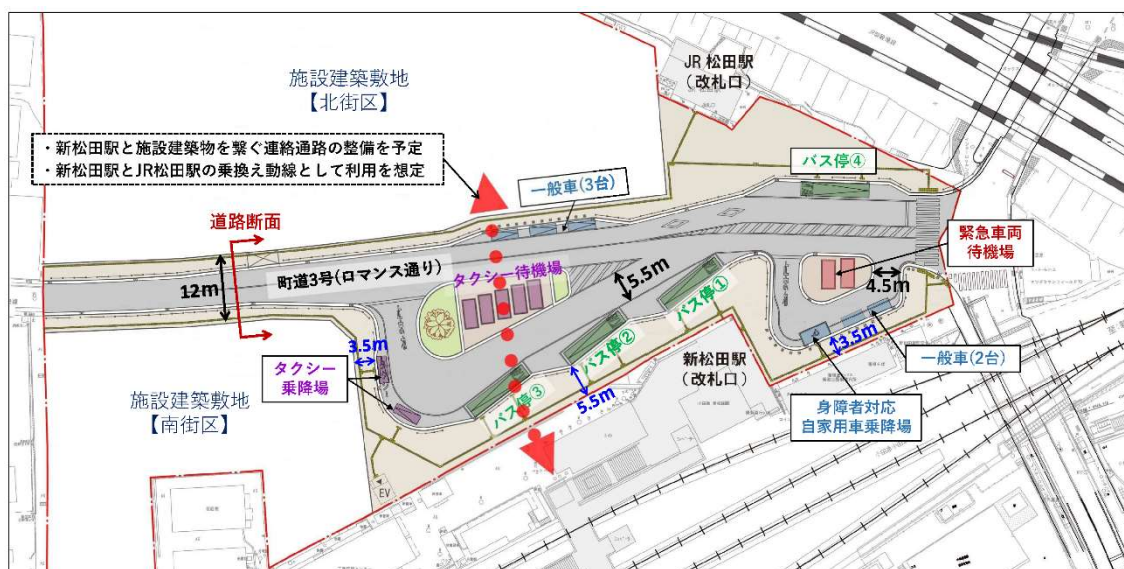 施設建築敷地
【北街区】
JR 松田駅
(改札口)
・新松田駅と施設建築物を繋ぐ連絡通路の整備を予定
・新松田駅とJR松田駅の乗換え動線として利用を想定
バス停④
一般車(3台)
道路断面
緊急車両
待機場
町道3号(ロマンス通り)
タクシー待機場
12m
5.5m
4.5m
バス停①
バス停②
バス停③
3.5m
新松田駅
(改札口)
3.5m
一般車(2台)
タクシー
乗降場
5.5m
施設建築敷地
【南街区】
身障者対応
自家用車乗降場
EV